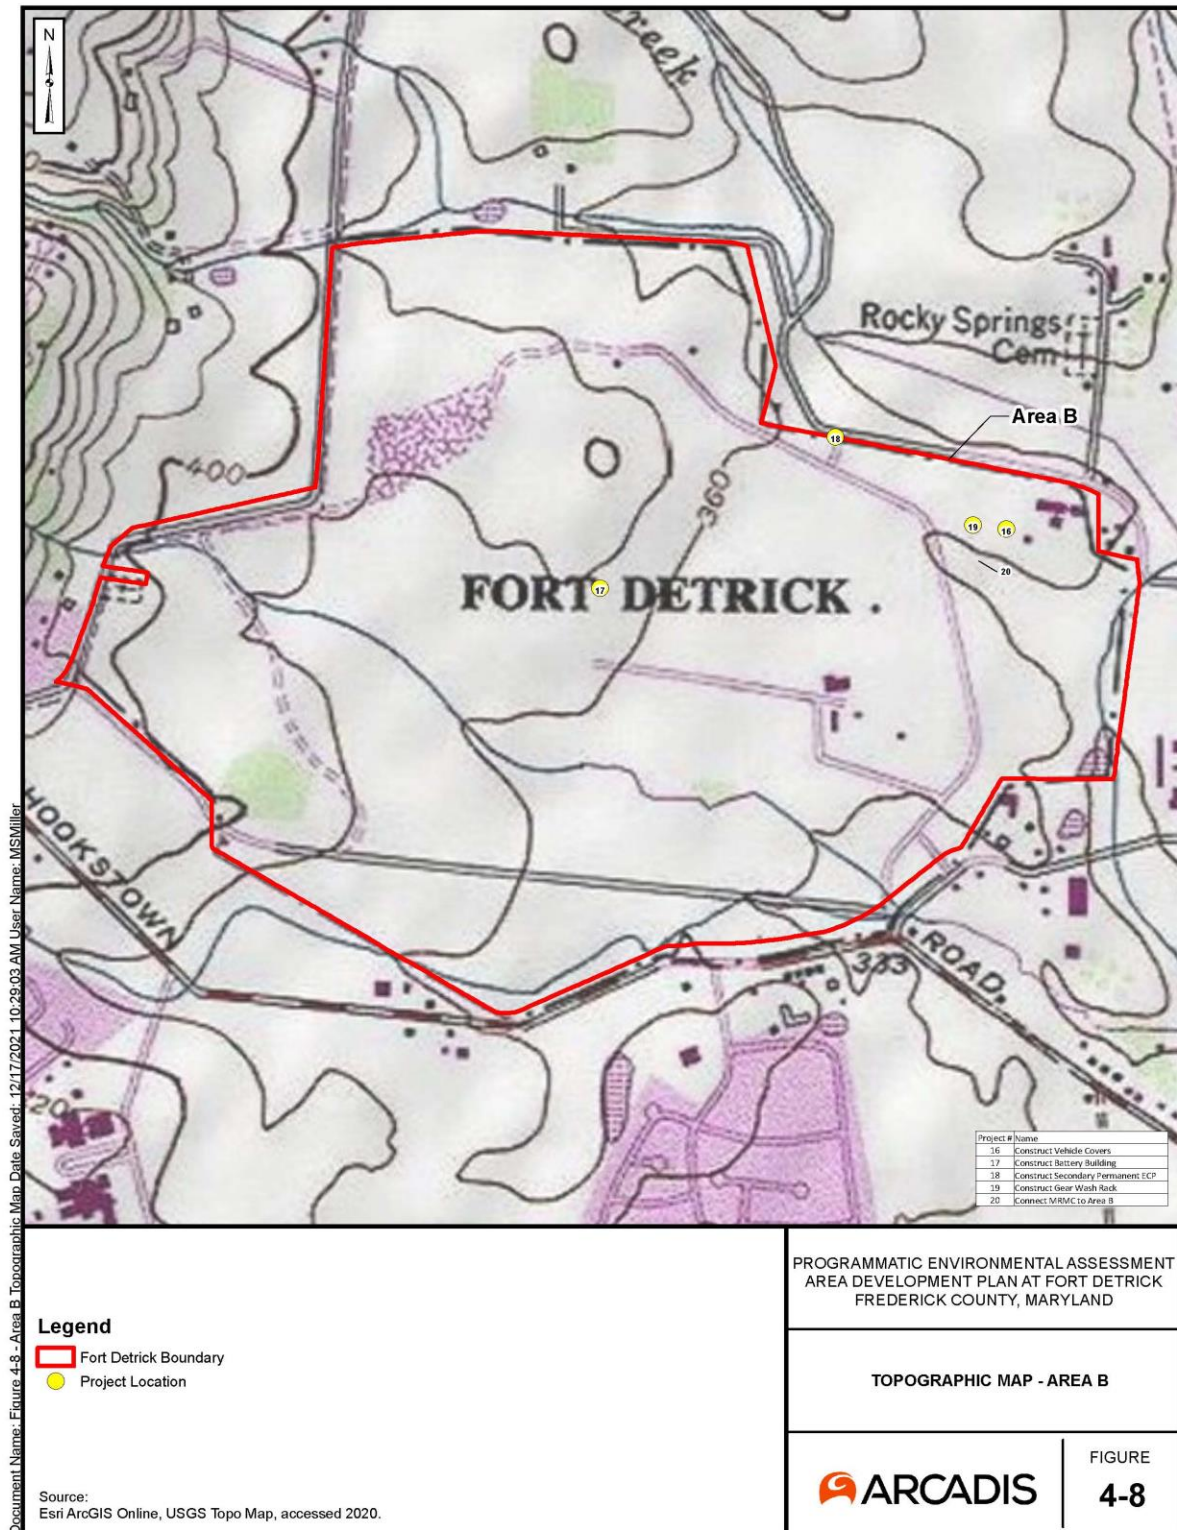 N
Creek
Rocky Springs
Cem
Area B
18
400
360
19
16
20
17
FORT DETRICK
HOOKSTOWN
ROAD
333
20
Project # Name
16 Construct Vehicle Covers
17 Construct Battery Building
18 Construct Secondary Permanent ECP
19 Construct Gear Wash Rack
20 Connect MRMC to Area B
Document Name: Figure 4-8 - Area B Topographic Map Date Saved: 12/17/2021 10:29:03 AM User Name: MSMiller
Legend
Fort Detrick Boundary
Project Location
Source:
Esri ArcGIS Online, USGS Topo Map, accessed 2020.
PROGRAMMATIC ENVIRONMENTAL ASSESSMENT
AREA DEVELOPMENT PLAN AT FORT DETRICK
FREDERICK COUNTY, MARYLAND
TOPOGRAPHIC MAP - AREA B
ARCADIS
FIGURE
4-8